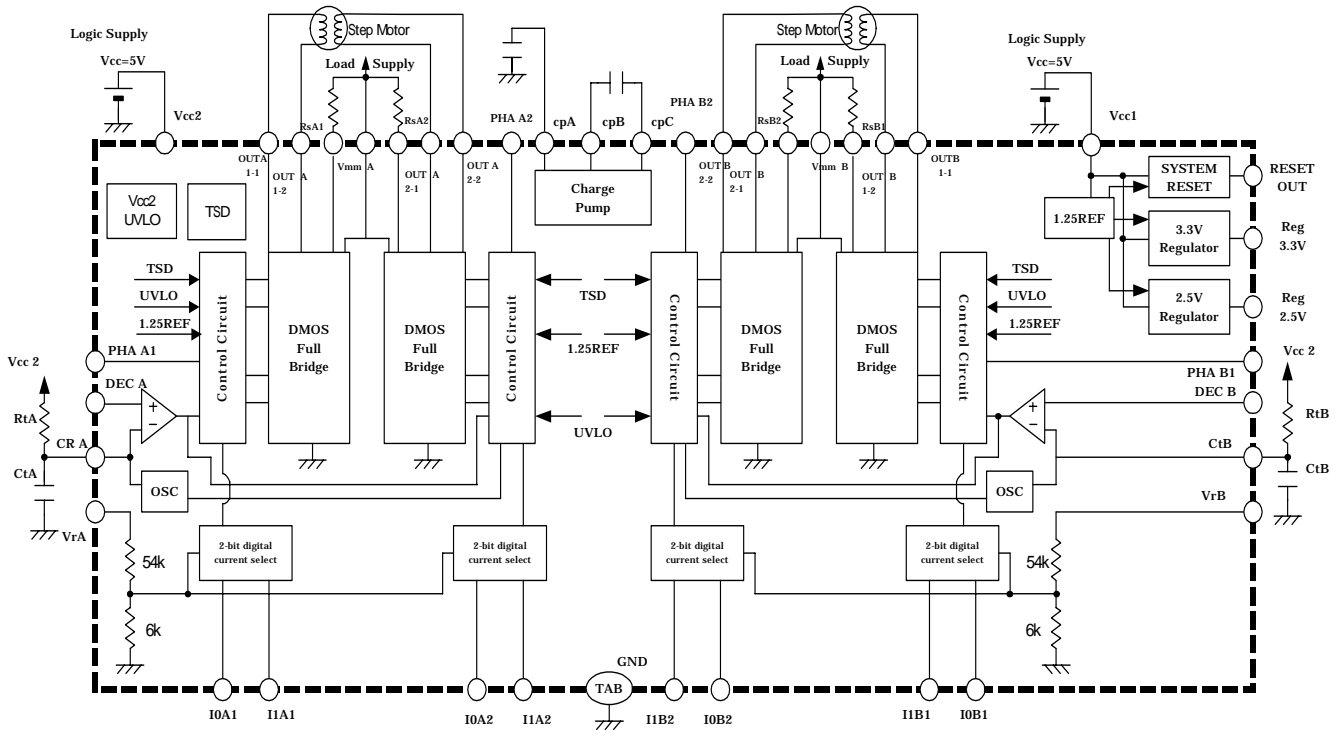 Step Motor
Step Motor
Logic Supply
Vcc=5V
Load Supply
Load Supply
Logic Supply
Vcc=5V
Vcc2
RsA1
RsA2
PHA A2
cpA
cpB
cpC
PHA B2
RsB2
RsB1
Vcc1
OUTA
1-1
OUT A
1-2
Vmm A
OUT A
2-1
OUT A
2-2
OUT B
2-2
OUT B
2-1
Vmm B
OUT B
1-2
OUTB
1-1
Vcc2
UVLO
TSD
Charge
Pump
SYSTEM
RESET
RESET
OUT
1.25REF
3.3V
Regulator
Reg
3.3V
2.5V
Regulator
Reg
2.5V
TSD
UVLO
1.25REF
Control Circuit
DMOS
Full
Bridge
DMOS
Full
Bridge
Control Circuit
TSD
1.25REF
UVLO
Control Circuit
DMOS
Full
Bridge
DMOS
Full
Bridge
Control Circuit
TSD
UVLO
1.25REF
PHA A1
Vcc 2
DEC A
RtA
CR A
CtA
VrA
+
−
OSC
PHA B1
Vcc 2
DEC B
RtB
CtB
CtB
VrB
+
−
OSC
2-bit digital
current select
2-bit digital
current select
2-bit digital
current select
2-bit digital
current select
54k
6k
54k
6k
GND
TAB
I0A1
I1A1
I0A2
I1A2
I1B2
I0B2
I1B1
I0B1